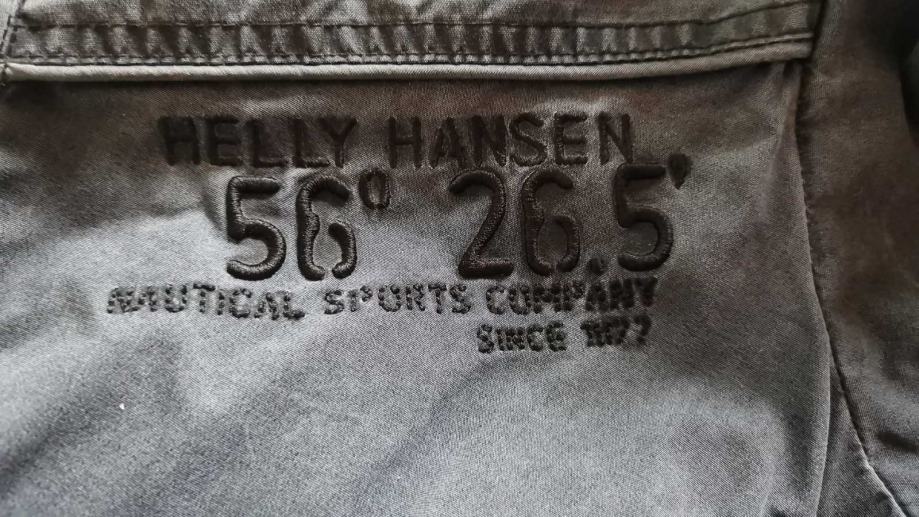 HELLY HANSEN
56° 26.5'
NAUTICAL SPORTS COMPANY
SINCE 1877